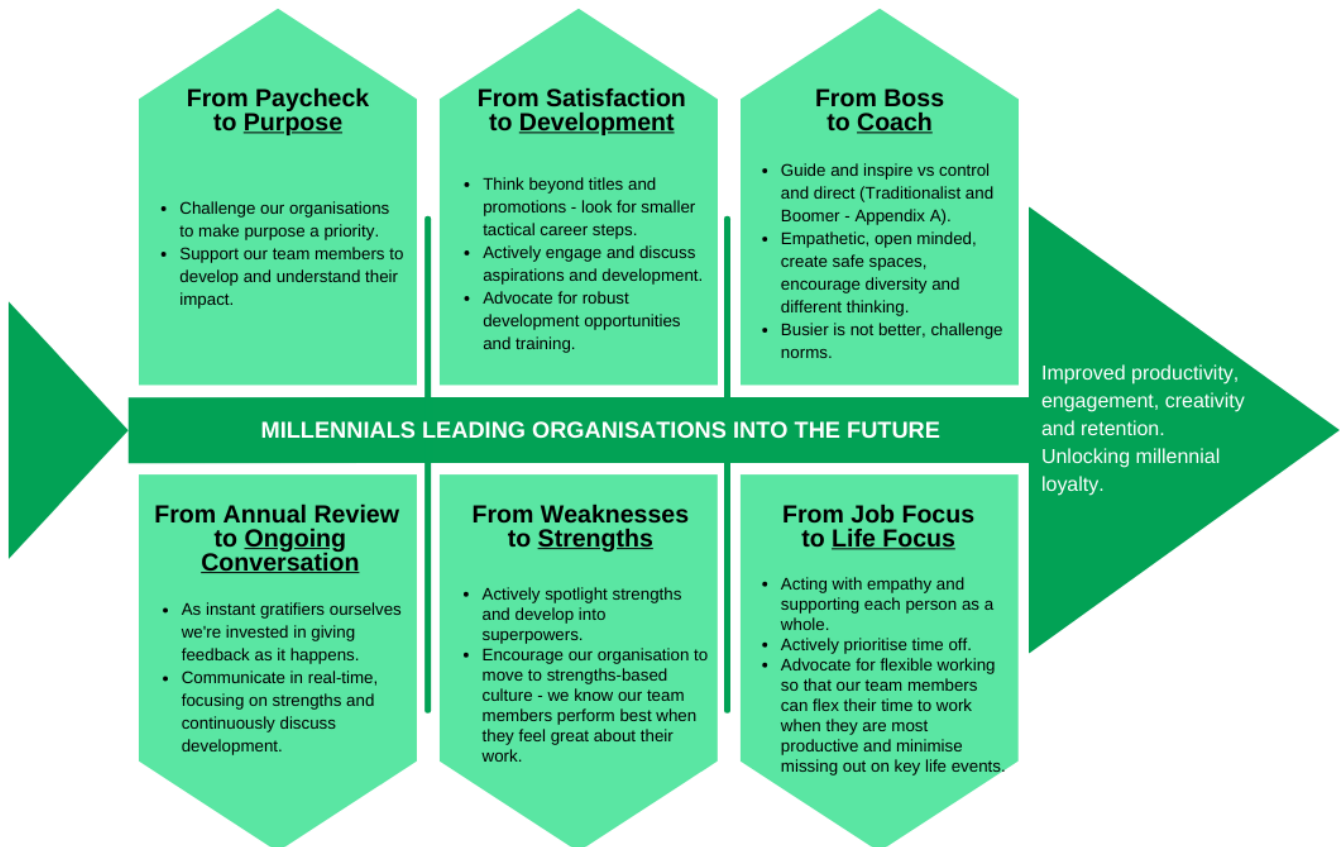 From Paycheck
to Purpose
• Challenge our organisations
to make purpose a priority.
• Support our team members to
develop and understand their
impact.
From Satisfaction
to Development
• Think beyond titles and
promotions - look for smaller
tactical career steps.
• Actively engage and discuss
aspirations and development.
• Advocate for robust
development opportunities
and training.
From Boss
to Coach
• Guide and inspire vs control
and direct (Traditionalist and
Boomer - Appendix A).
• Empathetic, open minded,
create safe spaces,
encourage diversity and
different thinking.
• Busier is not better, challenge
norms.
MILLENNIALS LEADING ORGANISATIONS INTO THE FUTURE
Improved productivity,
engagement, creativity
and retention.
Unlocking millennial
loyalty.
From Annual Review
to Ongoing
Conversation
• As instant gratifiers ourselves
we're invested in giving
feedback as it happens.
• Communicate in real-time,
focusing on strengths and
continuously discuss
development.
From Weaknesses
to Strengths
• Actively spotlight strengths
and develop into
superpowers.
• Encourage our organisation to
move to strengths-based
culture - we know our team
members perform best when
they feel great about their
work.
From Job Focus
to Life Focus
• Acting with empathy and
supporting each person as a
whole.
• Actively prioritise time off.
• Advocate for flexible working
so that our team members
can flex their time to work
when they are most
productive and minimise
missing out on key life events.